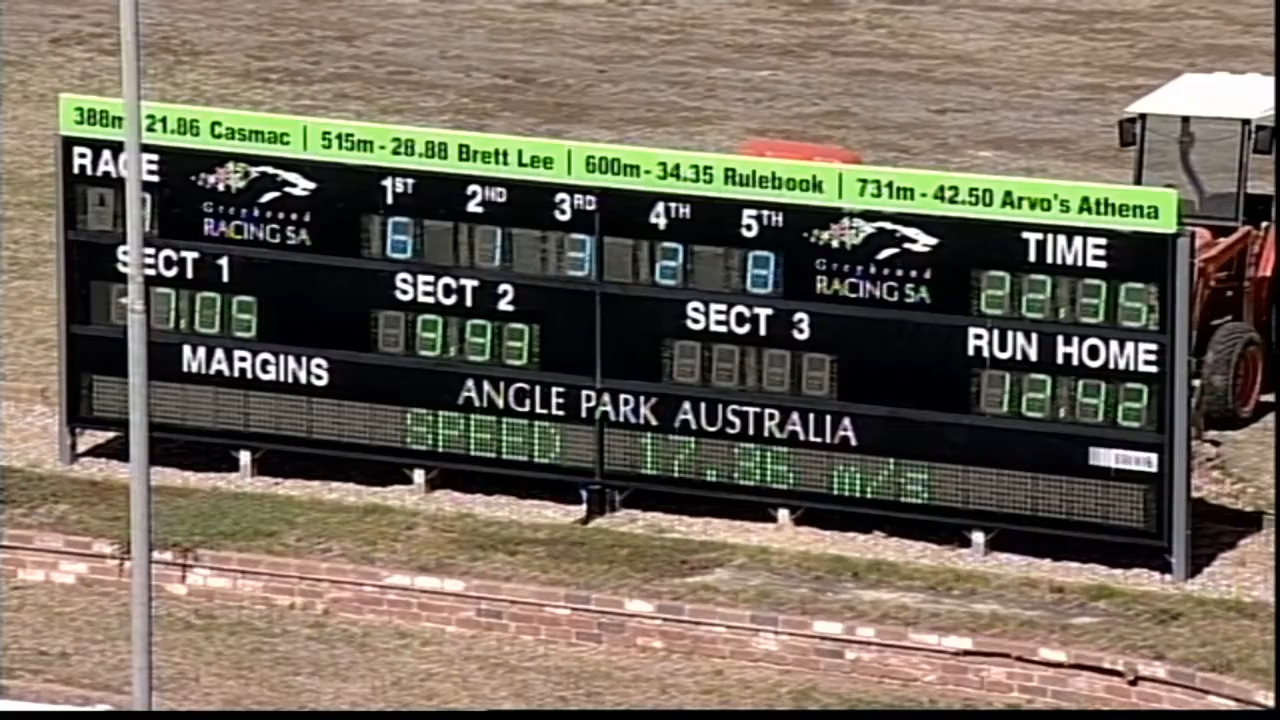 388m - 21.86 Casmac | 515m - 28.88 Brett Lee | 600m - 34.35 Rulebook | 731m - 42.50 Arvo's Athena
RACE
Greyhound
RACING SA
1ST 2ND 3RD 4TH 5TH
6 1 3 2 8
Greyhound
RACING SA
TIME
22.35
SECT 1
7.05
SECT 2
9.93
SECT 3
RUN HOME
12.42
MARGINS
ANGLE PARK AUSTRALIA
SPEED 17.36 m/s